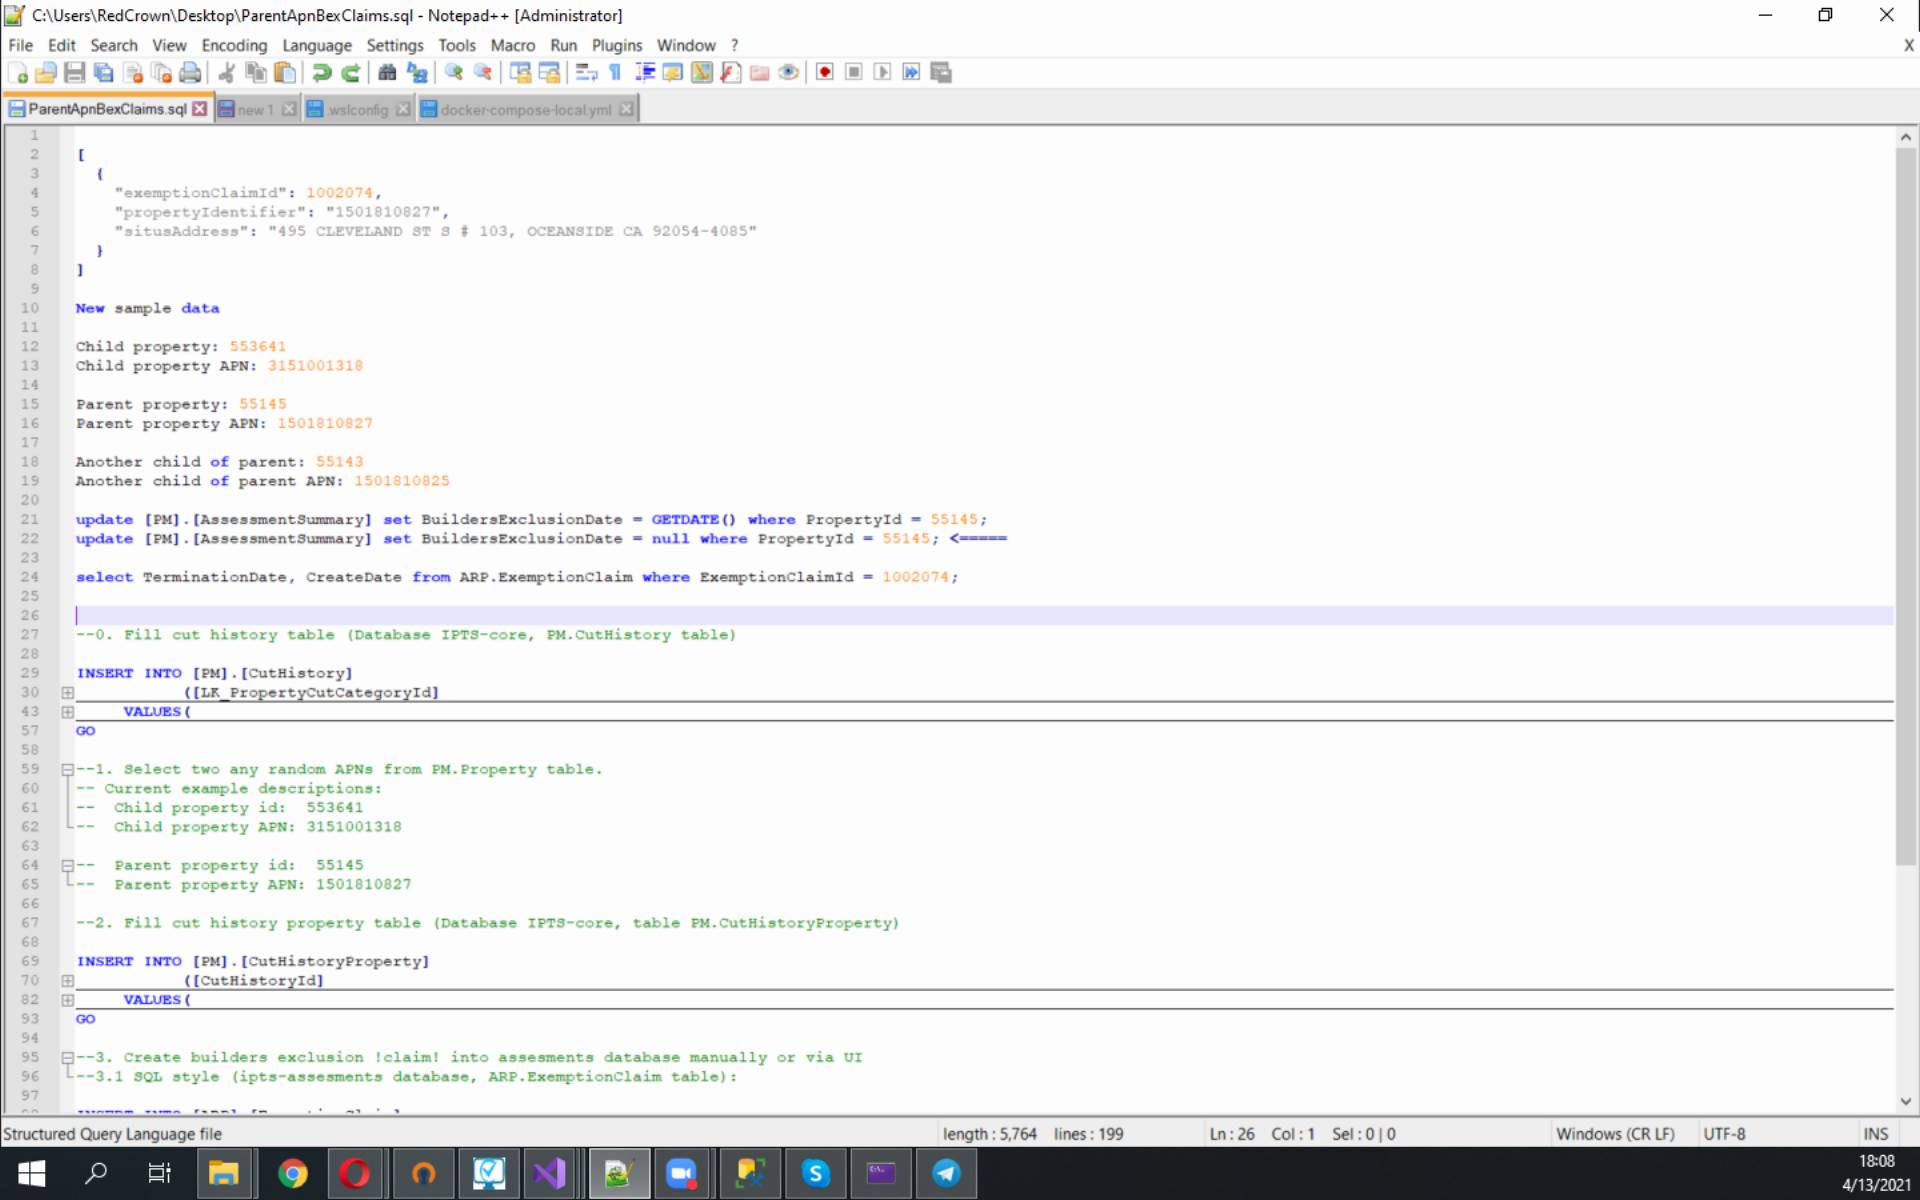 C:\Users\RedCrown\Desktop\ParentApnBexClaims.sql - Notepad++ [Administrator]
File Edit Search View Encoding Language Settings Tools Macro Run Plugins Window ? X
ParentApnBexClaims.sql new 1 wslconfig docker-compose-local.yml
1
2 [
3 {
4 "exemptionClaimId": 1002074,
5 "propertyIdentifier": "1501810827",
6 "situsAddress": "495 CLEVELAND ST S # 103, OCEANSIDE CA 92054-4085"
7 }
8 ]
9
10 New sample data
11
12 Child property: 553641
13 Child property APN: 3151001318
14
15 Parent property: 55145
16 Parent property APN: 1501810827
17
18 Another child of parent: 55143
19 Another child of parent APN: 1501810825
20
21 update [PM].[AssessmentSummary] set BuildersExclusionDate = GETDATE() where PropertyId = 55145;
22 update [PM].[AssessmentSummary] set BuildersExclusionDate = null where PropertyId = 55145; <=====
23
24 select TerminationDate, CreateDate from ARP.ExemptionClaim where ExemptionClaimId = 1002074;
25
26
27 --0. Fill cut history table (Database IPTS-core, PM.CutHistory table)
28
29 INSERT INTO [PM].[CutHistory]
30 ([LK_PropertyCutCategoryId]
43 VALUES(
57 GO
58
59 --1. Select two any random APNs from PM.Property table.
60 -- Current example descriptions:
61 -- Child property id: 553641
62 -- Child property APN: 3151001318
63
64 -- Parent property id: 55145
65 -- Parent property APN: 1501810827
66
67 --2. Fill cut history property table (Database IPTS-core, table PM.CutHistoryProperty)
68
69 INSERT INTO [PM].[CutHistoryProperty]
70 ([CutHistoryId]
82 VALUES(
93 GO
94
95 --3. Create builders exclusion !claim! into assesments database manually or via UI
96 --3.1 SQL style (ipts-assesments database, ARP.ExemptionClaim table):
97
Structured Query Language file length : 5,764 lines : 199 Ln : 26 Col : 1 Sel : 0 | 0 Windows (CR LF) UTF-8 INS
18:08
4/13/2021